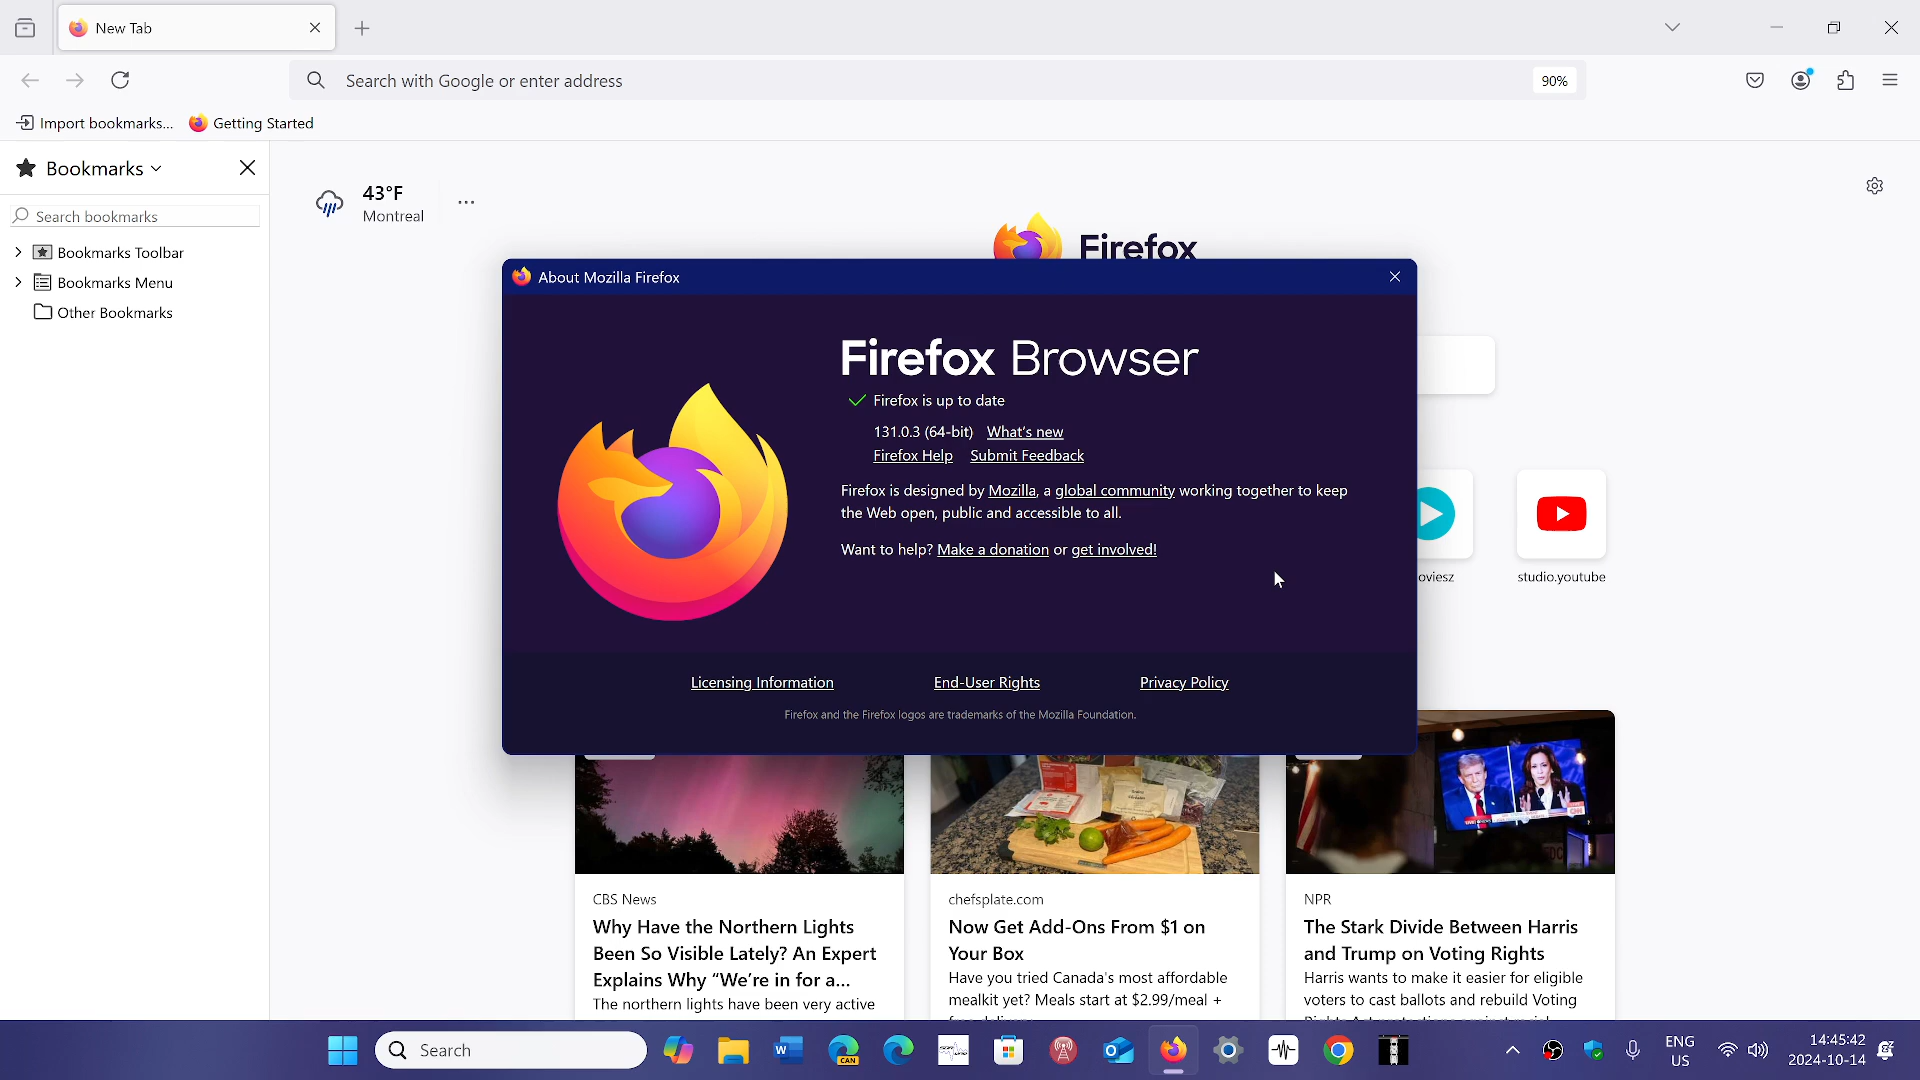 New Tab
Search with Google or enter address
90%
Import bookmarks...
Getting Started
Bookmarks
Search bookmarks
Bookmarks Toolbar
Bookmarks Menu
Other Bookmarks
43°F
Montreal
Firefox
About Mozilla Firefox
Firefox Browser
Firefox is up to date
131.0.3 (64-bit) What's new
Firefox Help Submit Feedback
Firefox is designed by Mozilla, a global community working together to keep
the Web open, public and accessible to all.
Want to help? Make a donation or get involved!
Licensing Information End-User Rights Privacy Policy
Firefox and the Firefox logos are trademarks of the Mozilla Foundation.
oviesz
studio.youtube
CBS News
Why Have the Northern Lights
Been So Visible Lately? An Expert
Explains Why “We're in for a...
The northern lights have been very active
chefsplate.com
Now Get Add-Ons From $1 on
Your Box
Have you tried Canada's most affordable
mealkit yet? Meals start at $2.99/meal +
NPR
The Stark Divide Between Harris
and Trump on Voting Rights
Harris wants to make it easier for eligible
voters to cast ballots and rebuild Voting
Search
CAN
ENG
US
14:45:42
2024-10-14